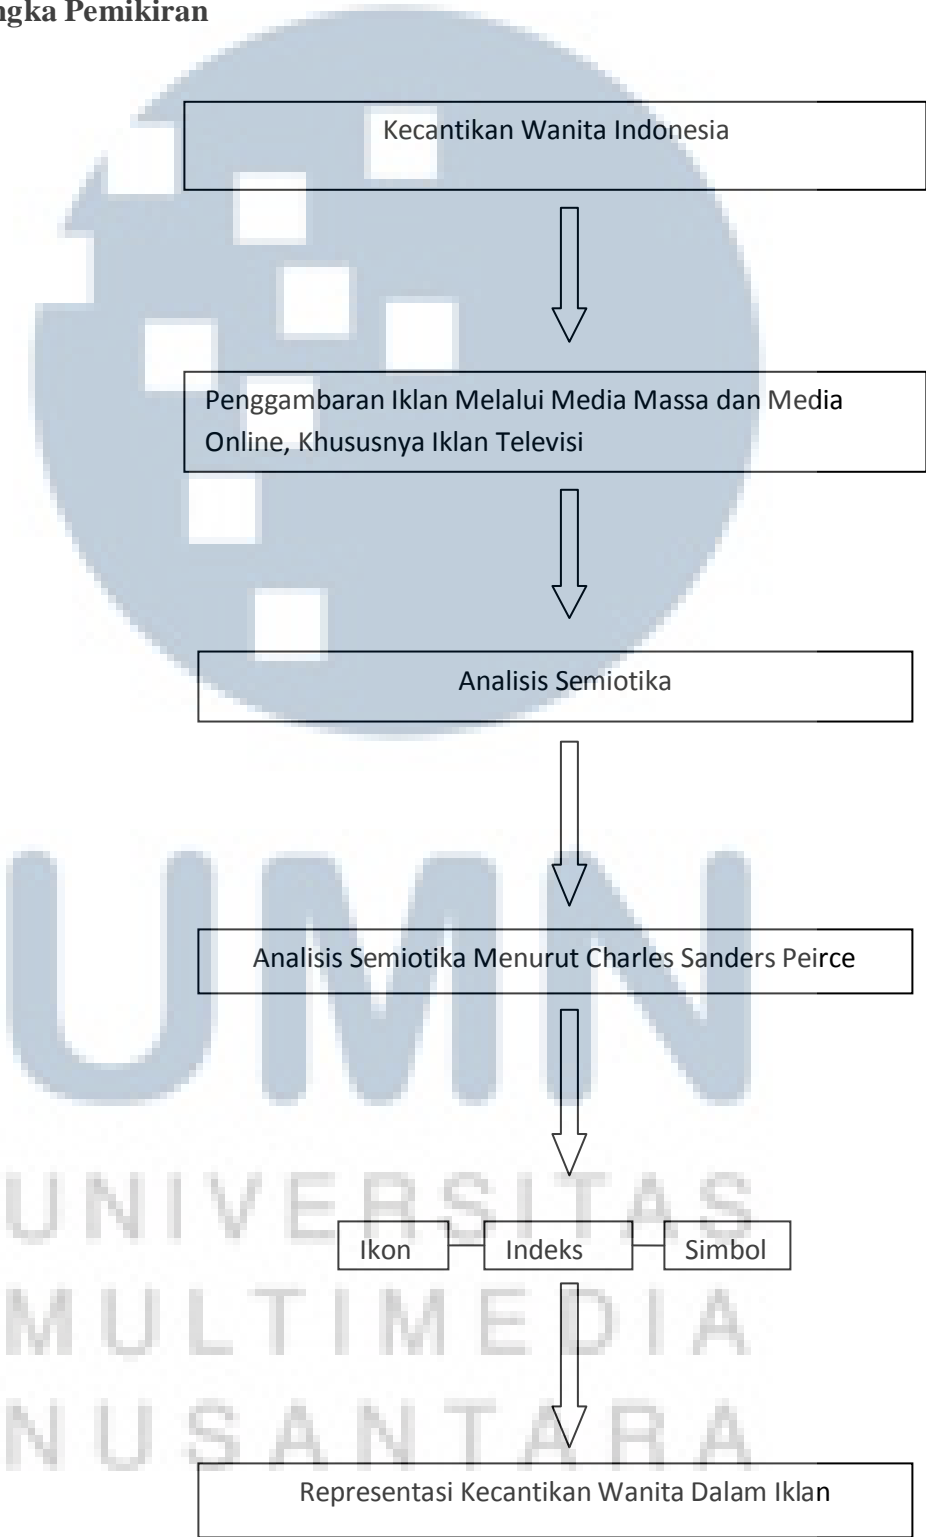 ngka Pemikiran
Kecantikan Wanita Indonesia
Penggambaran Iklan Melalui Media Massa dan Media
Online, Khususnya Iklan Televisi
Analisis Semiotika
UMN
Analisis Semiotika Menurut Charles Sanders Peirce
UNIVERSITAS
Ikon Indeks Simbol
MULTIMEDIA
NUSANTARA
Representasi Kecantikan Wanita Dalam Iklan